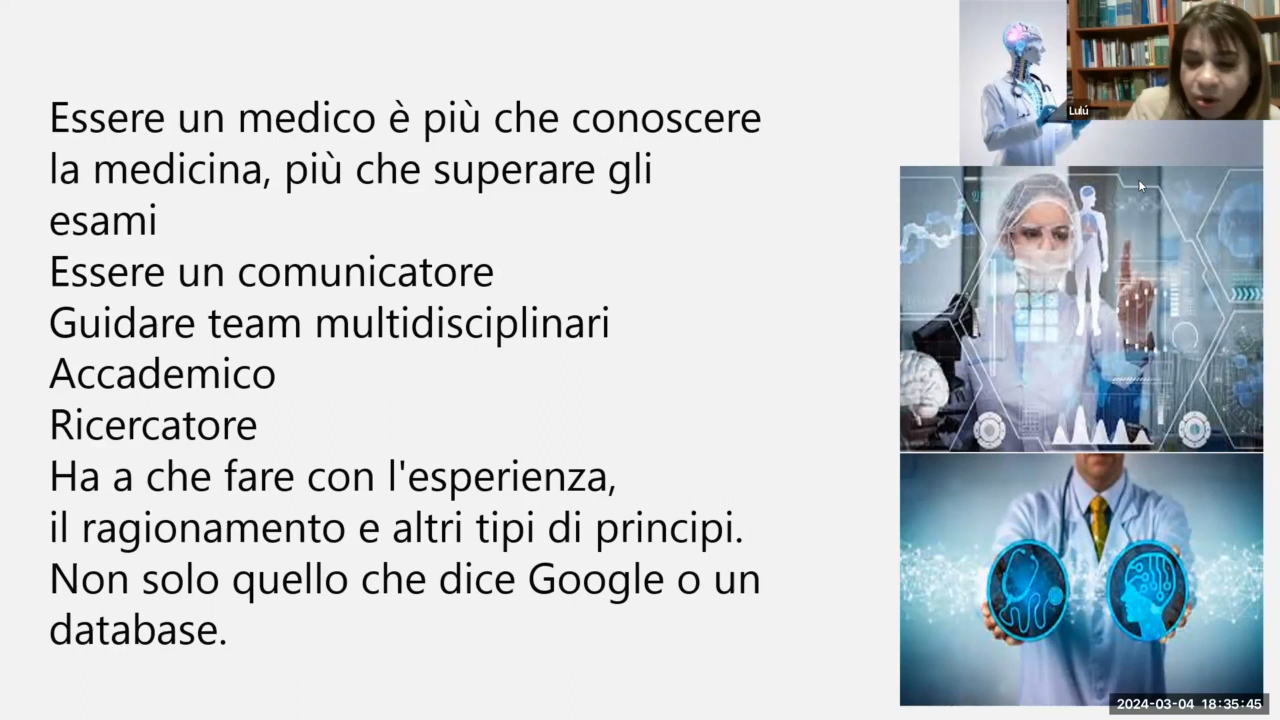 Essere un medico è più che conoscere
la medicina, più che superare gli
esami
Essere un comunicatore
Guidare team multidisciplinari
Accademico
Ricercatore
Ha a che fare con l'esperienza,
il ragionamento e altri tipi di principi.
Non solo quello che dice Google o un
database.
Lulú
2024-03-04 18:35:45